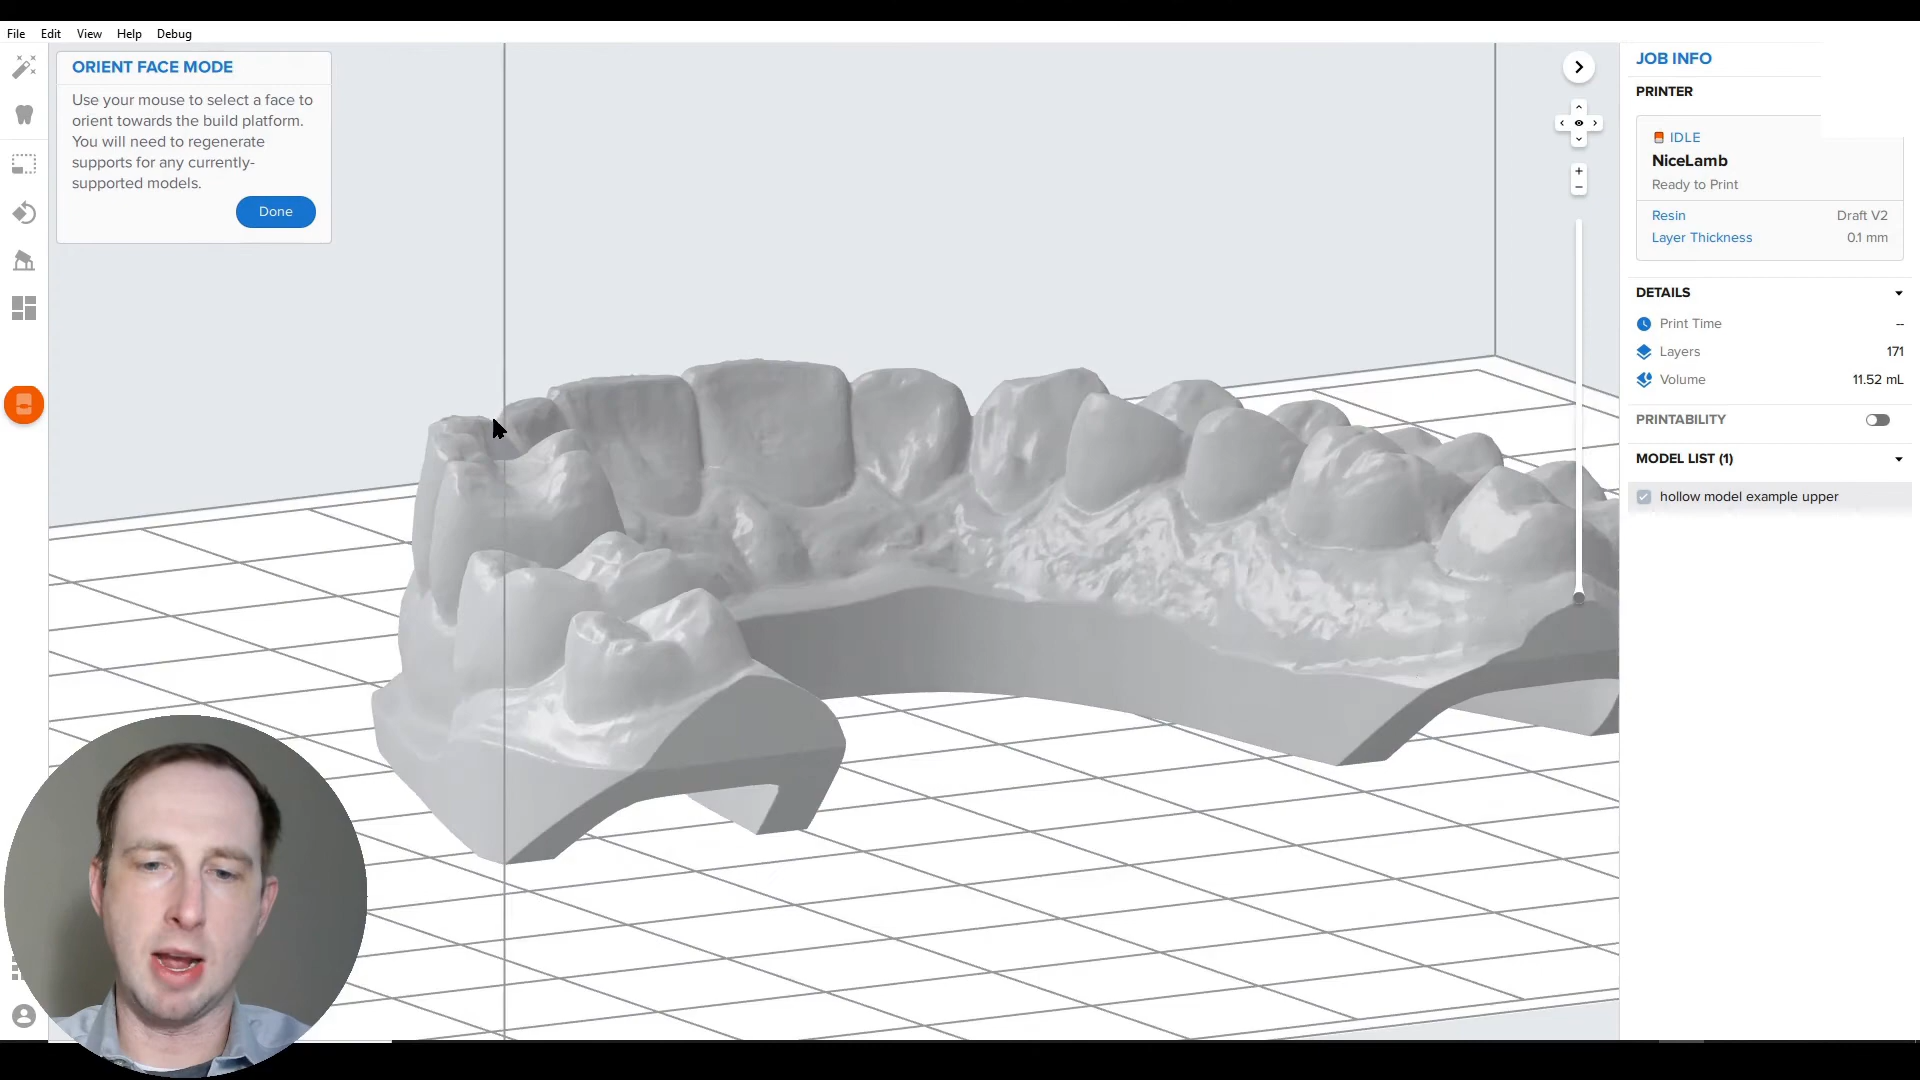 File Edit View Help Debug
ORIENT FACE MODE
Use your mouse to select a face to
orient towards the build platform.
You will need to regenerate
supports for any currently-
supported models.
Done
JOB INFO
PRINTER
IDLE
NiceLamb
Ready to Print
Resin Draft V2
Layer Thickness 0.1 mm
DETAILS
Print Time --
Layers 171
Volume 11.52 mL
PRINTABILITY
MODEL LIST (1)
hollow model example upper